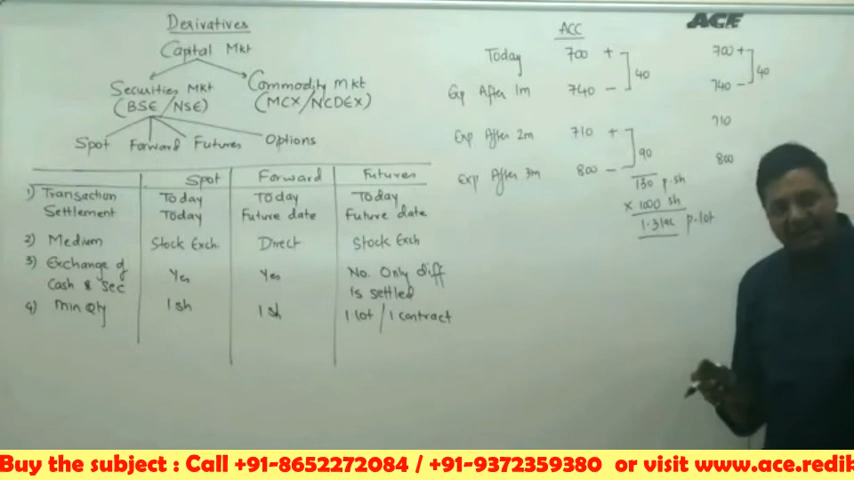 Derivatives
Capital Mkt
Securities Mkt
(BSE/NSE)
Commodity mkt
(MCX/NCDEX)
Spot Forward Futures Options
Spot Forward Futures
1) Transaction Today Today Today
Settlement Today Future date Future date
2) Medium Stock Exch. Direct Stock Exch
3) Exchange of
Cash & Sec Yes Yes No. Only diff
is settled
4) Min Qty 1 sh 1 sh 1 lot / 1 contract
ACC
Today 700 +
40
Exp After 1m 740 -
Exp After 2m 710 +
90
Exp After 3m 800 -
130 p.sh
× 1000 sh
1.3 lac p.lot
ACE
700 +
40
740 -
710
800
Buy the subject : Call +91-8652272084 / +91-9372359380 or visit www.ace.redik